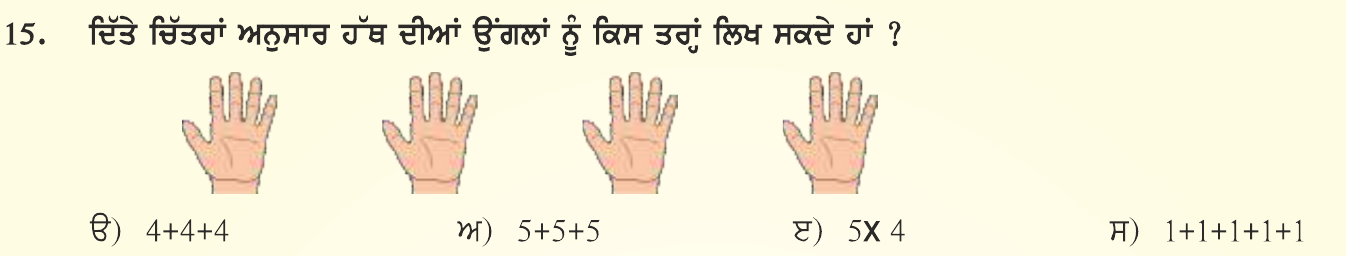 15. ਦਿੱਤੇ ਚਿੱਤਰਾਂ ਅਨੁਸਾਰ ਹੱਥ ਦੀਆਂ ਉਂਗਲਾਂ ਨੂੰ ਕਿਸ ਤਰ੍ਹਾਂ ਲਿਖ ਸਕਦੇ ਹਾਂ ?
ੳ) 4+4+4 ਅ) 5+5+5 ੲ) 5X 4 ਸ) 1+1+1+1+1